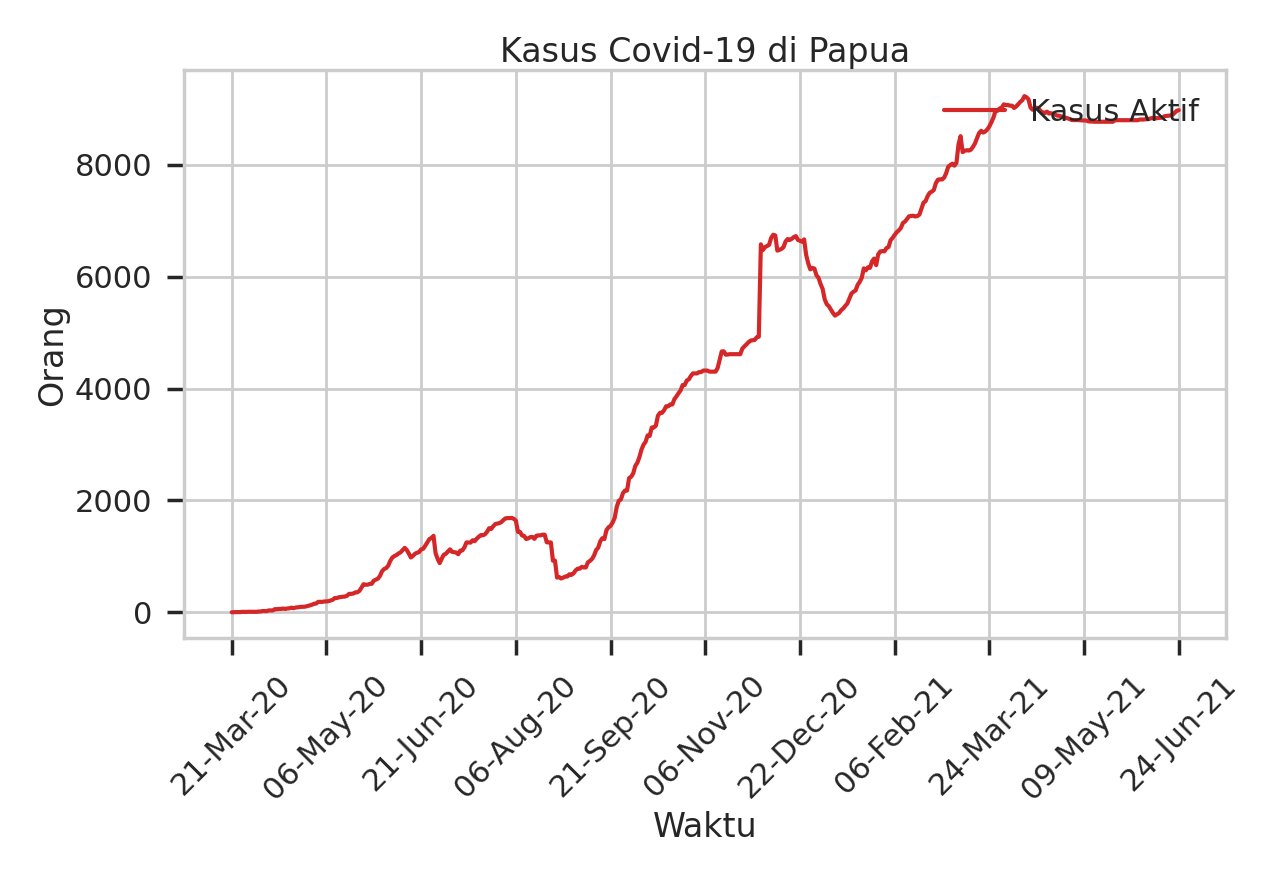 Kasus Covid-19 di Papua
Kasus Aktif
Orang
8000
6000
4000
2000
0
21-Mar-20
06-May-20
21-Jun-20
06-Aug-20
21-Sep-20
06-Nov-20
22-Dec-20
06-Feb-21
24-Mar-21
09-May-21
24-Jun-21
Waktu